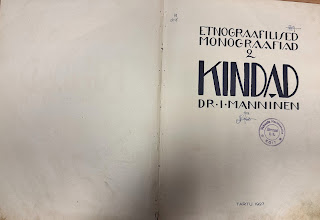 ETNOGRAAFILISED
MONOGRAAFIAD
2
KINDAD
DR·I·MANNINEN
TARTU 1927